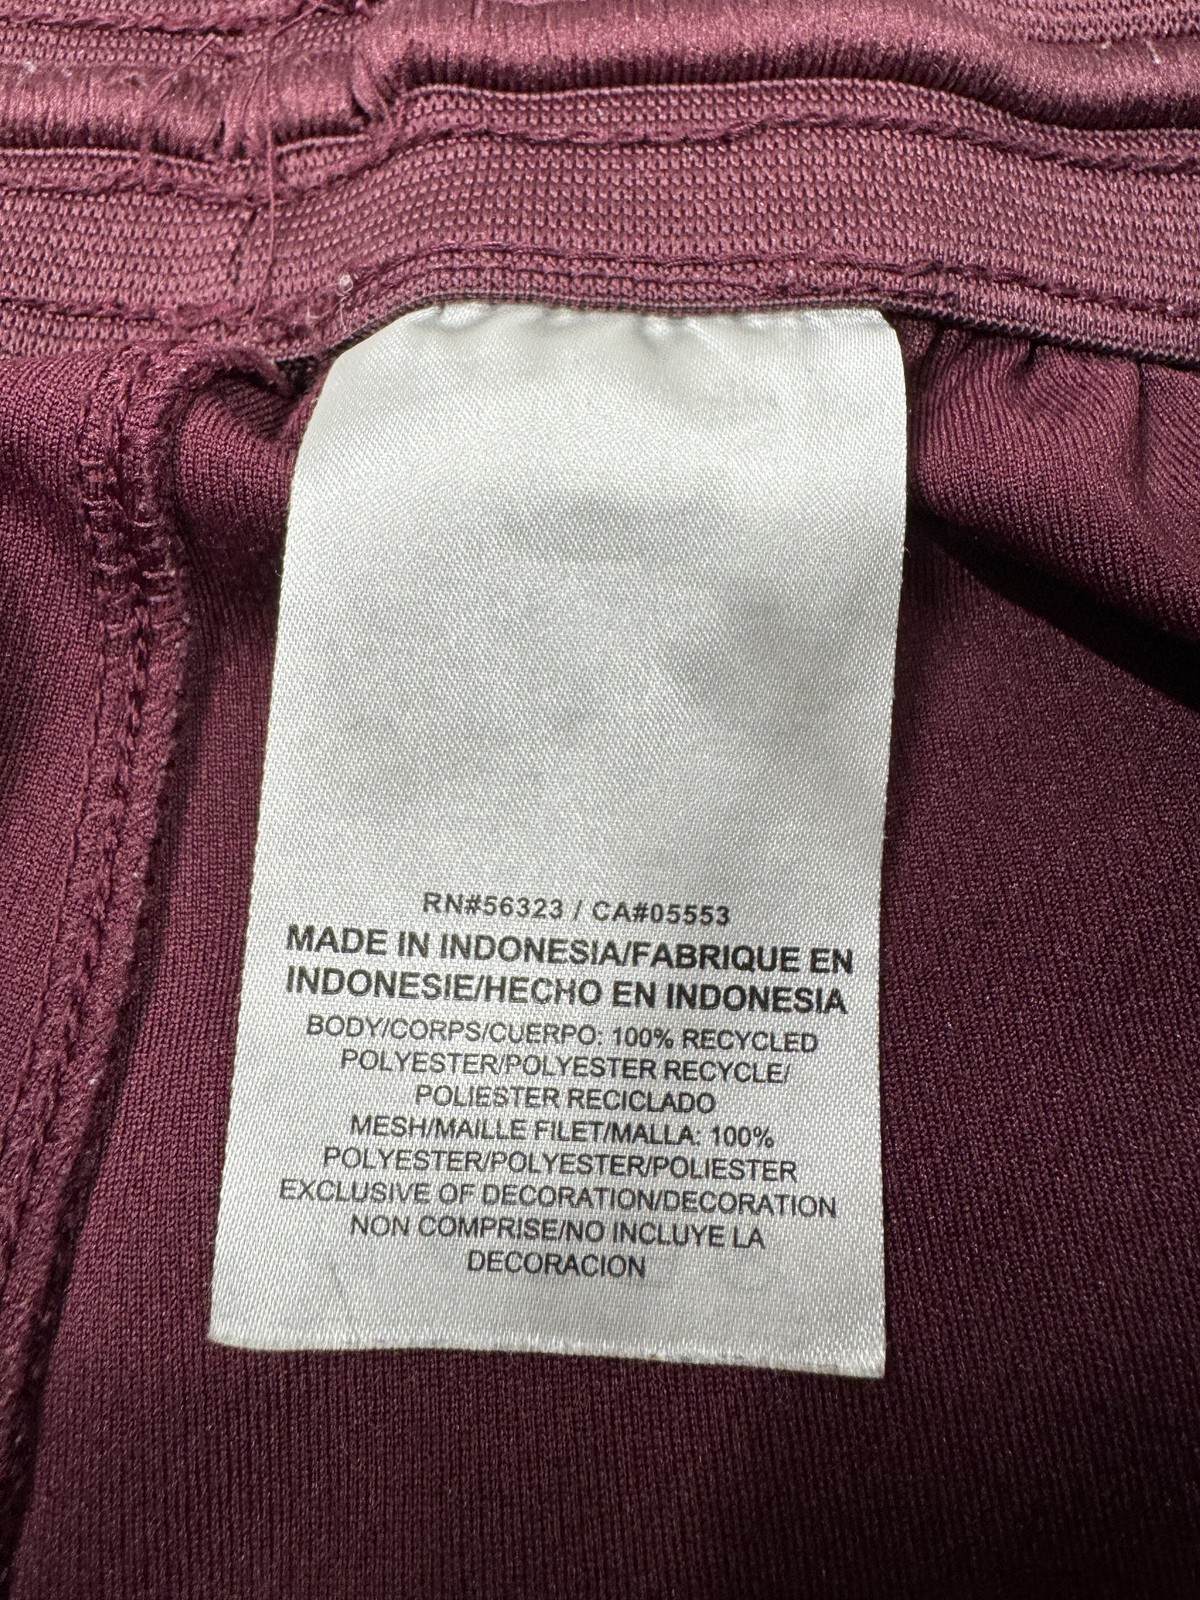 RN#56323 / CA#05553
MADE IN INDONESIA/FABRIQUE EN
INDONESIE/HECHO EN INDONESIA
BODY/CORPS/CUERPO: 100% RECYCLED
POLYESTER/POLYESTER RECYCLE/
POLIESTER RECICLADO
MESH/MAILLE FILET/MALLA: 100%
POLYESTER/POLYESTER/POLIESTER
EXCLUSIVE OF DECORATION/DECORATION
NON COMPRISE/NO INCLUYE LA
DECORACION